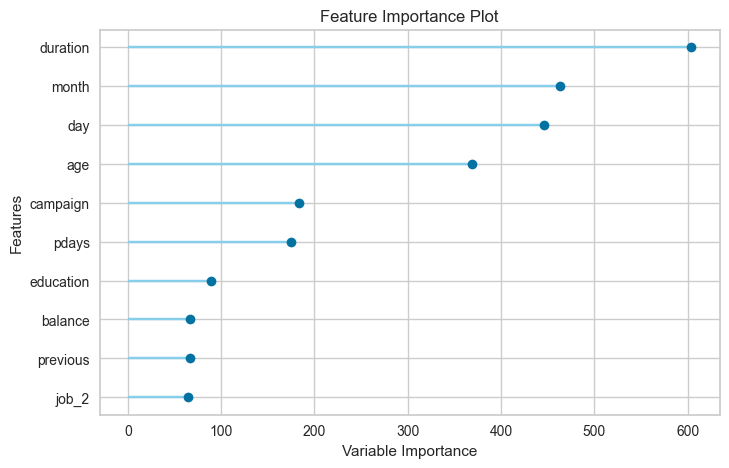 Feature Importance Plot
Features
duration
month
day
age
campaign
pdays
education
balance
previous
job_2
0 100 200 300 400 500 600
Variable Importance